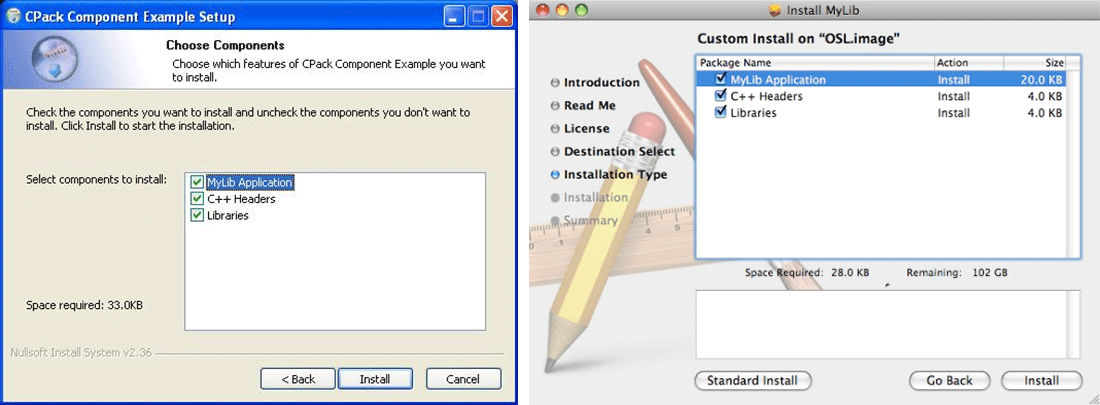 CPack Component Example Setup
Choose Components
Choose which features of CPack Component Example you want
to install.
Check the components you want to install and uncheck the components you don't want to
install. Click Install to start the installation.
Select components to install:
MyLib Application
C++ Headers
Libraries
Space required: 33.0KB
Nullsoft Install System v2.36
< Back Install Cancel
Install MyLib
Custom Install on “OSL.image”
Introduction
Read Me
License
Destination Select
Installation Type
Installation
Summary
Package Name Action Size
MyLib Application Install 20.0 KB
C++ Headers Install 4.0 KB
Libraries Install 4.0 KB
Space Required: 28.0 KB Remaining: 102 GB
Standard Install Go Back Install